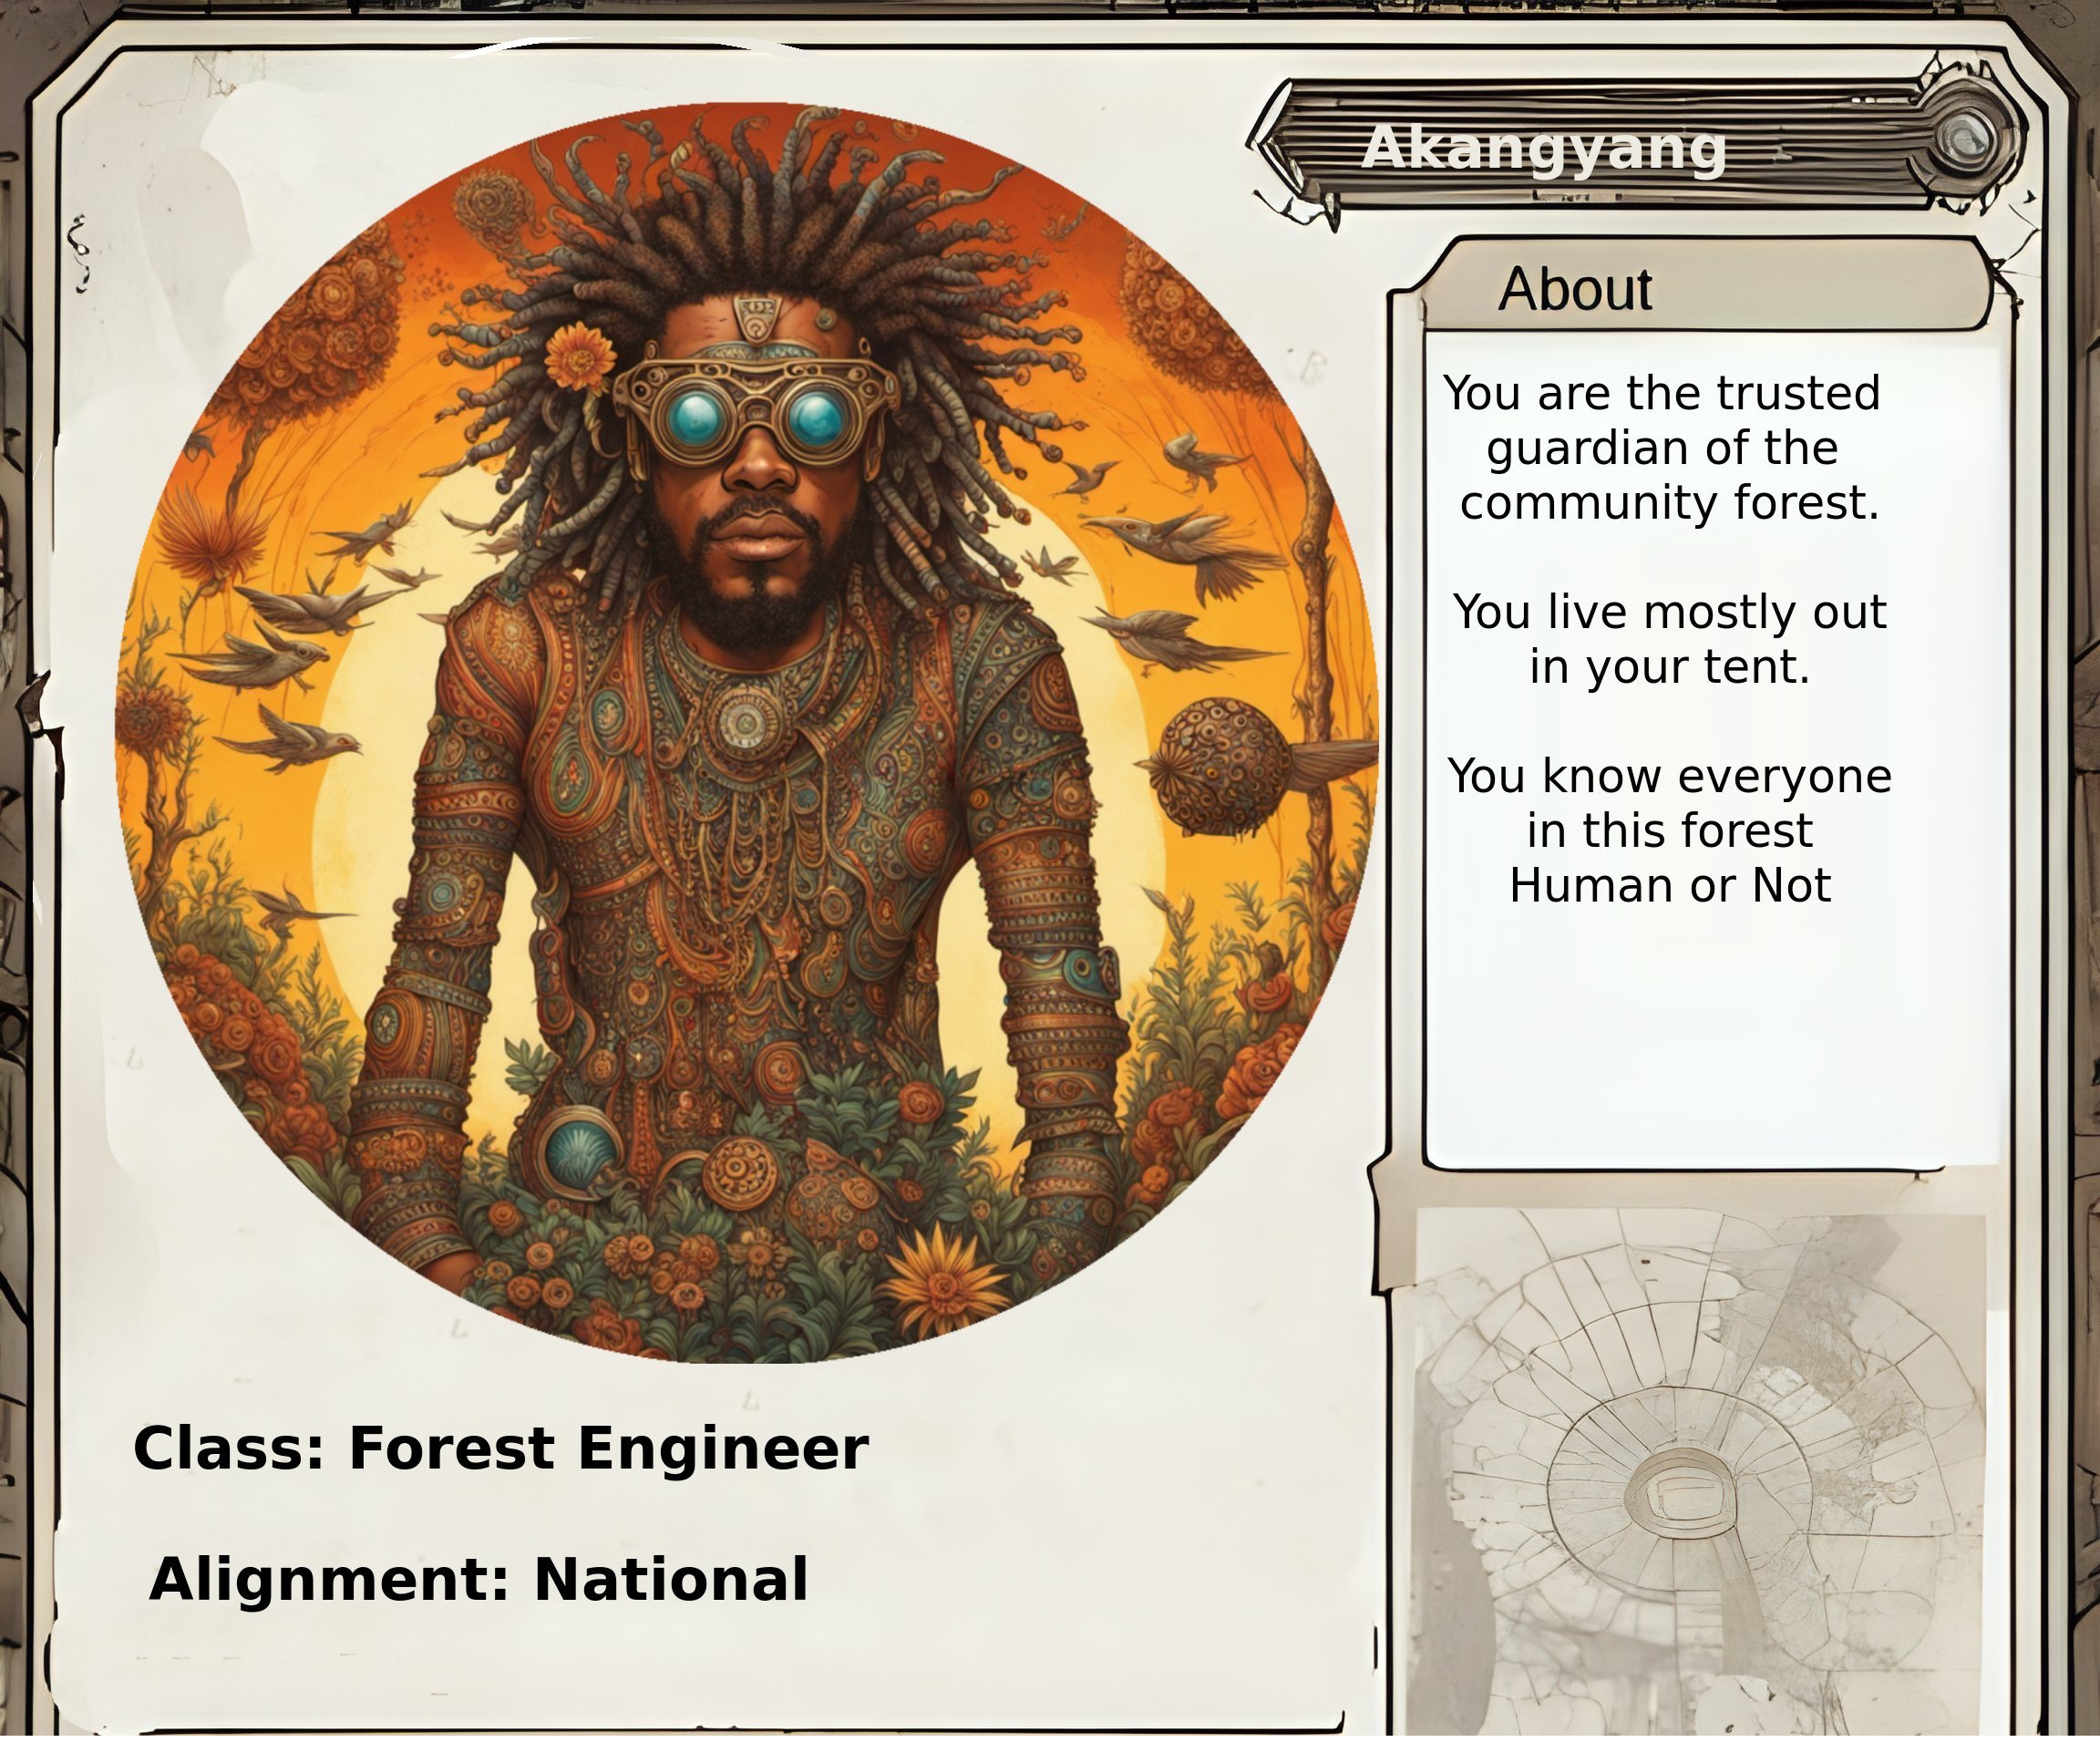 Akangyang
About
You are the trusted
guardian of the
community forest.
You live mostly out
in your tent.
You know everyone
in this forest
Human or Not
Class: Forest Engineer
Alignment: National